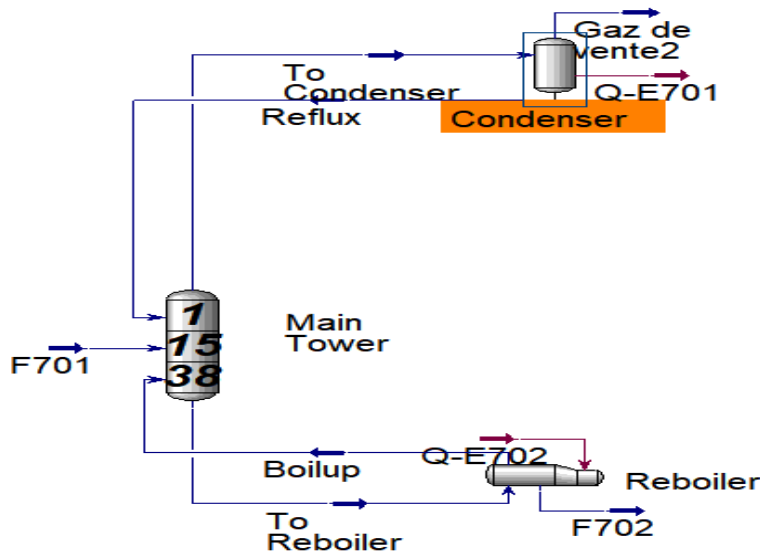 Gaz de
vente2
To
Condenser
Q-E701
Reflux
Condenser
1
Main
15
Tower
F701
38
Q-E702
Boilup
Reboiler
To
Reboiler
F702